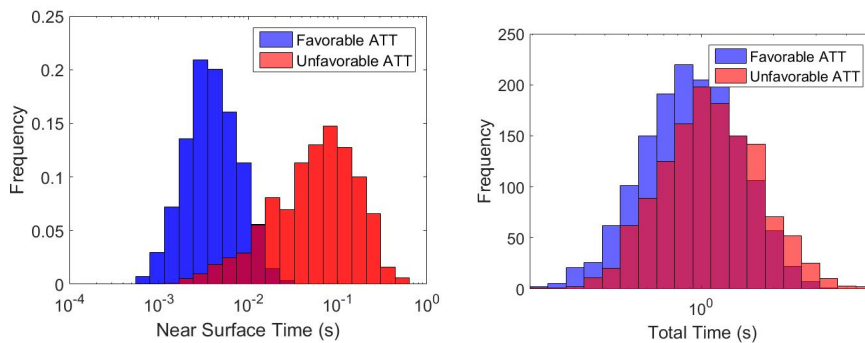 0.25
0.2
0.15
0.1
0.05
0
Frequency
Favorable ATT
Unfavorable ATT
10^-4
10^-3
10^-2
10^-1
10^0
Near Surface Time (s)
250
200
150
100
50
0
Frequency
Favorable ATT
Unfavorable ATT
10^0
Total Time (s)